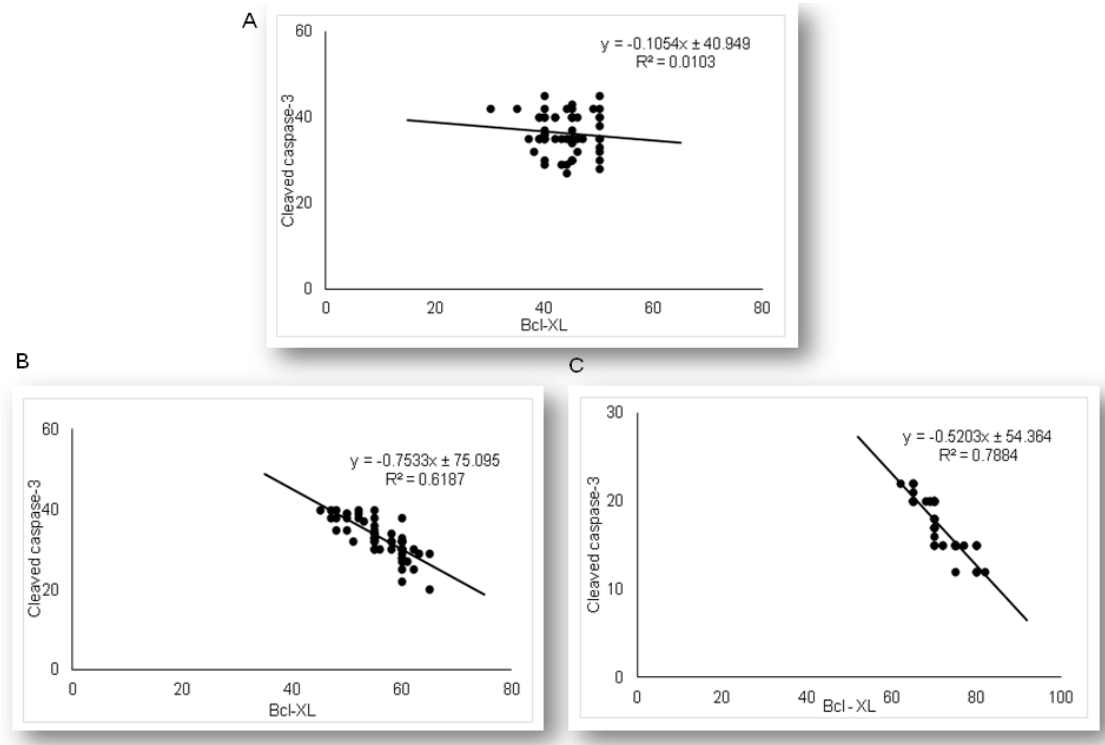 A
60
y = -0.1054x ± 40.949
R² = 0.0103
40
Cleaved caspase-3
20
0
0 20 40 60 80
Bcl-XL
B
60
y = -0.7533x ± 75.095
R² = 0.6187
40
Cleaved caspase-3
20
0
0 20 40 60 80
Bcl-XL
C
30
y = -0.5203x ± 54.364
R² = 0.7884
20
Cleaved caspase-3
10
0
0 20 40 60 80 100
Bcl - XL